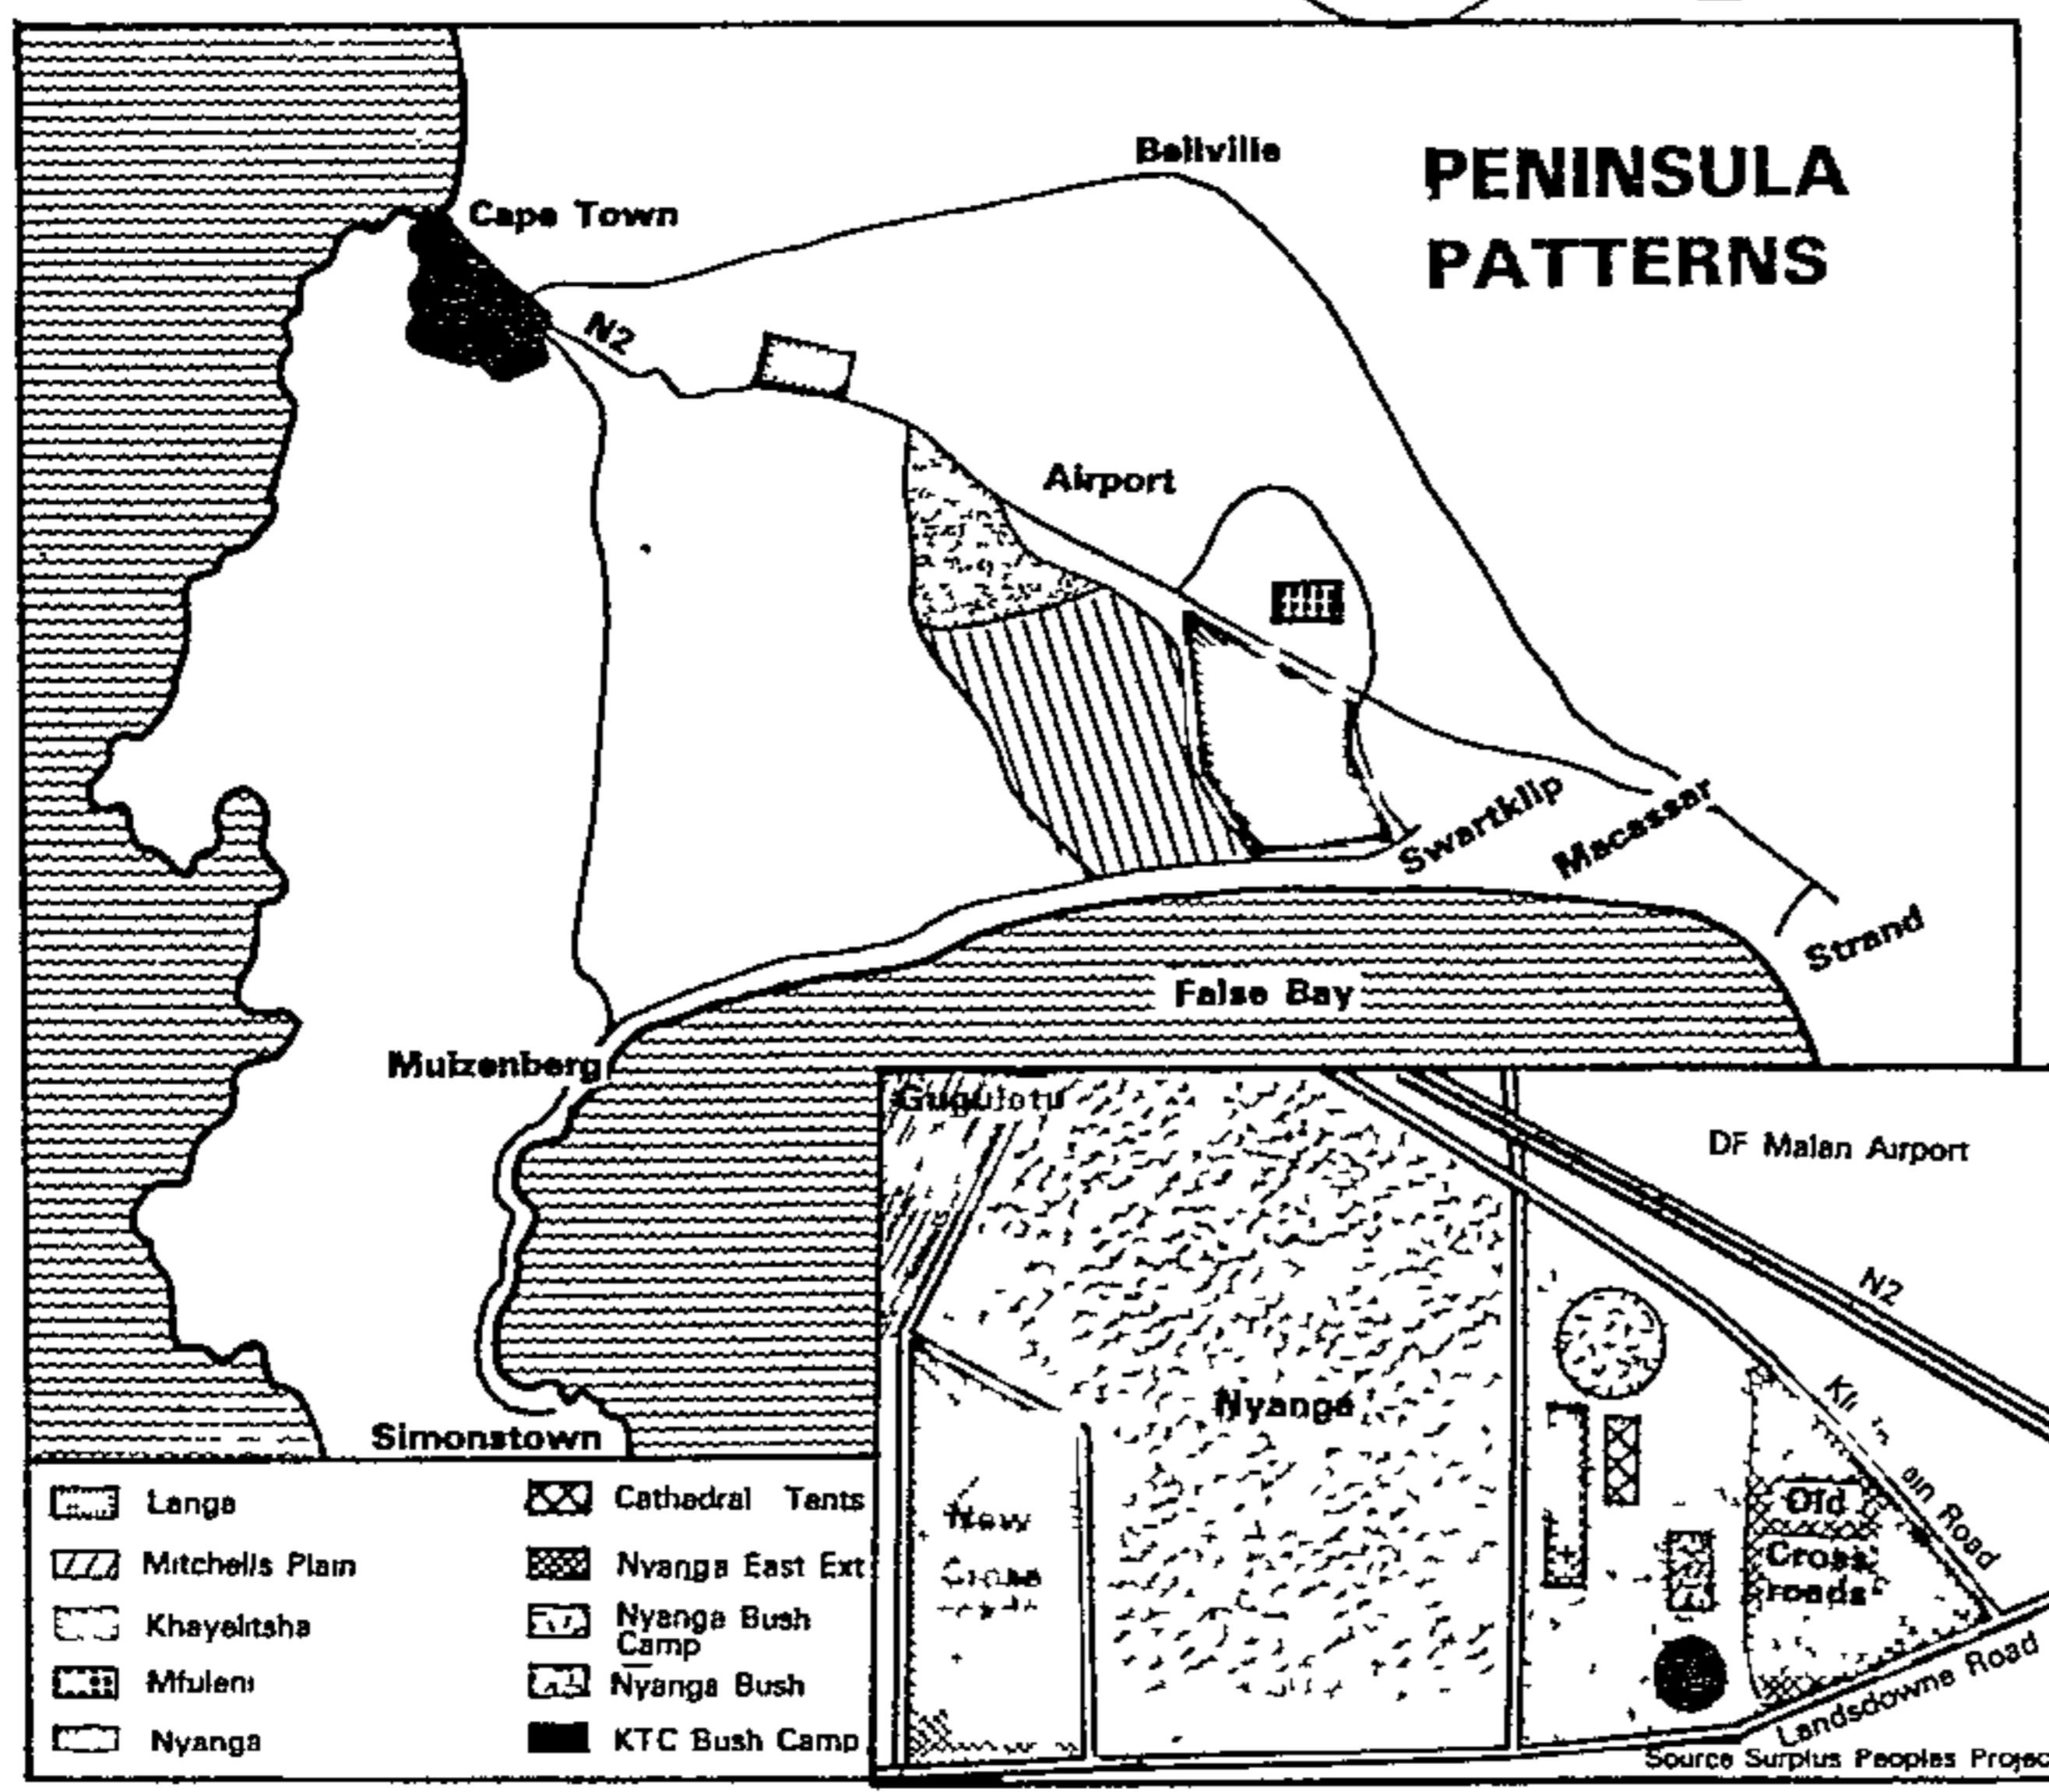 PENINSULA
PATTERNS
Bellville
Cape Town
N2
Airport
Swartklip
Macassar
Strand
False Bay
Muizenberg
Simonstown
Guguletu
DF Malan Airport
N2
Nyanga
New
Cross
Old
Cross
roads
Road
Landsdowne Road
Source Surplus Peoples Projec
Langa
Mitchells Plain
Khayelitsha
Mfuleni
Nyanga
Cathedral Tents
Nyanga East Ext
Nyanga Bush
Camp
Nyanga Bush
KTC Bush Camp